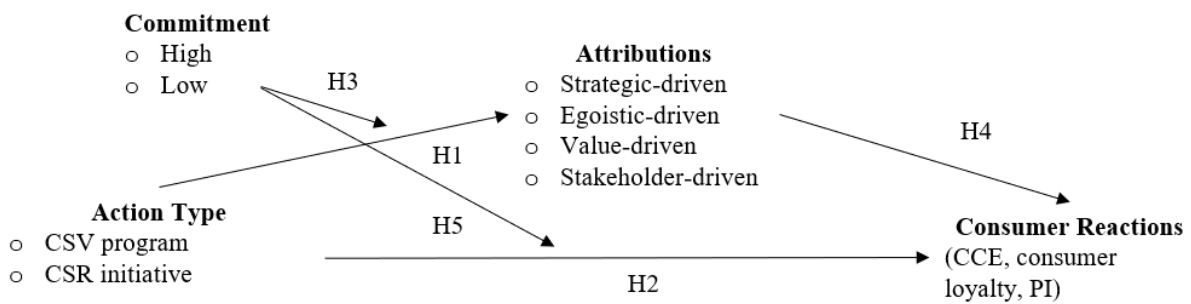 Commitment
o High
o Low
H3
Attributions
o Strategic-driven
o Egoistic-driven
o Value-driven
o Stakeholder-driven
H4
H1
Action Type
o CSV program
o CSR initiative
H5
H2
Consumer Reactions
(CCE, consumer
loyalty, PI)